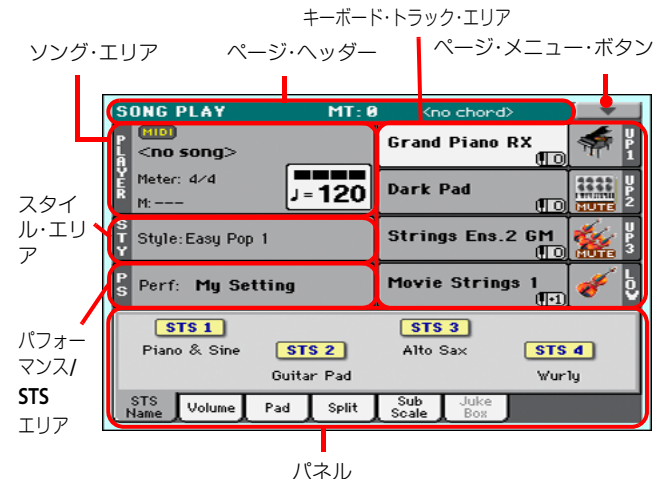 キーボード・トラック・エリア
ソング・エリア
ページ・ヘッダー
ページ・メニュー・ボタン
SONG PLAY
MT: 0
<no chord>
PLAYER
MIDI
<no song>
Meter: 4/4
M: ---
♩= 120
Grand Piano RX
0
UP1
Dark Pad
0
MUTE
UP2
スタイ
ル・エリ
ア
STY
Style: Easy Pop 1
Strings Ens.2 GM
0
MUTE
UP3
PS
Perf: My Setting
Movie Strings 1
+1
LOW
パフォー
マンス/
STS
エリア
STS 1
Piano & Sine
STS 2
Guitar Pad
STS 3
Alto Sax
STS 4
Wurly
STS Name
Volume
Pad
Split
Sub Scale
Juke Box
パネル